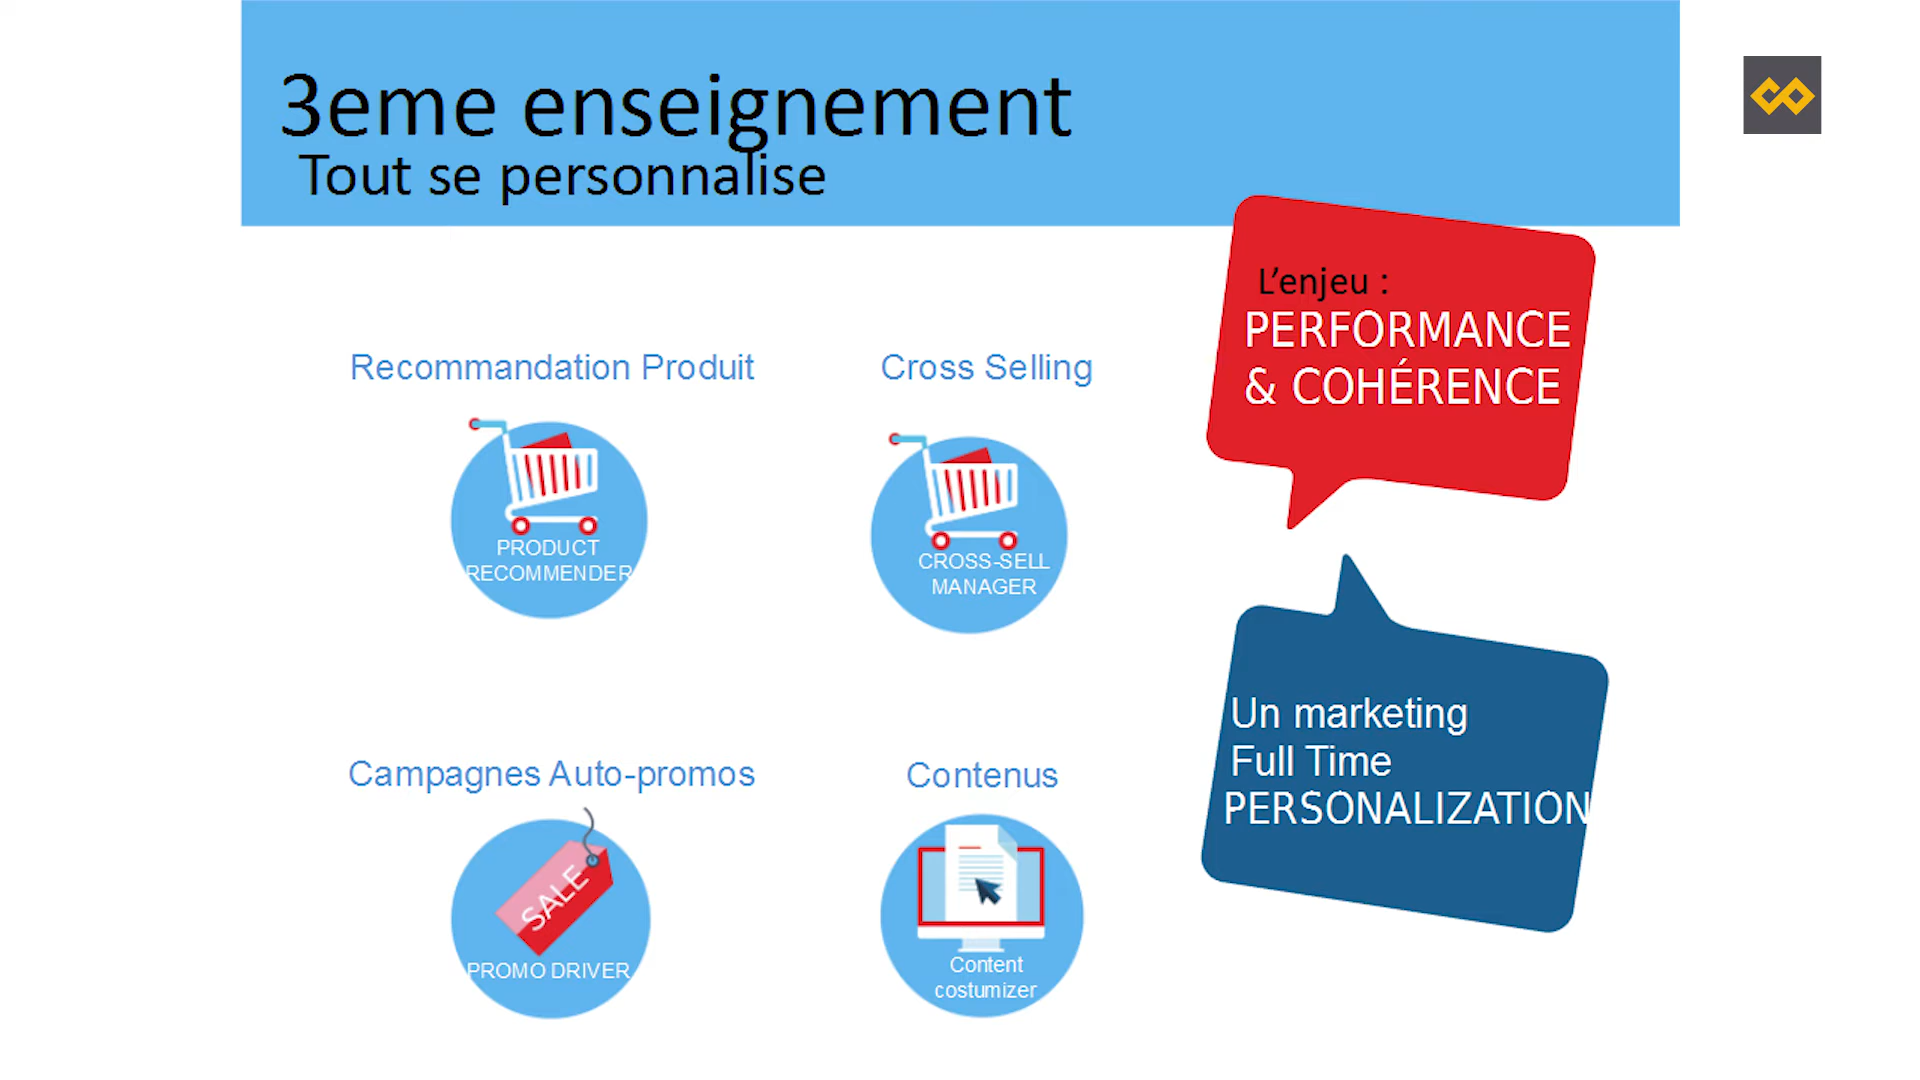 3eme enseignement
Tout se personnalise
L’enjeu :
PERFORMANCE
& COHÉRENCE
Recommandation Produit
Cross Selling
PRODUCT
RECOMMENDER
CROSS-SELL
MANAGER
Un marketing
Full Time
PERSONALIZATION
Campagnes Auto-promos
Contenus
SALE
PROMO DRIVER
Content
costumizer